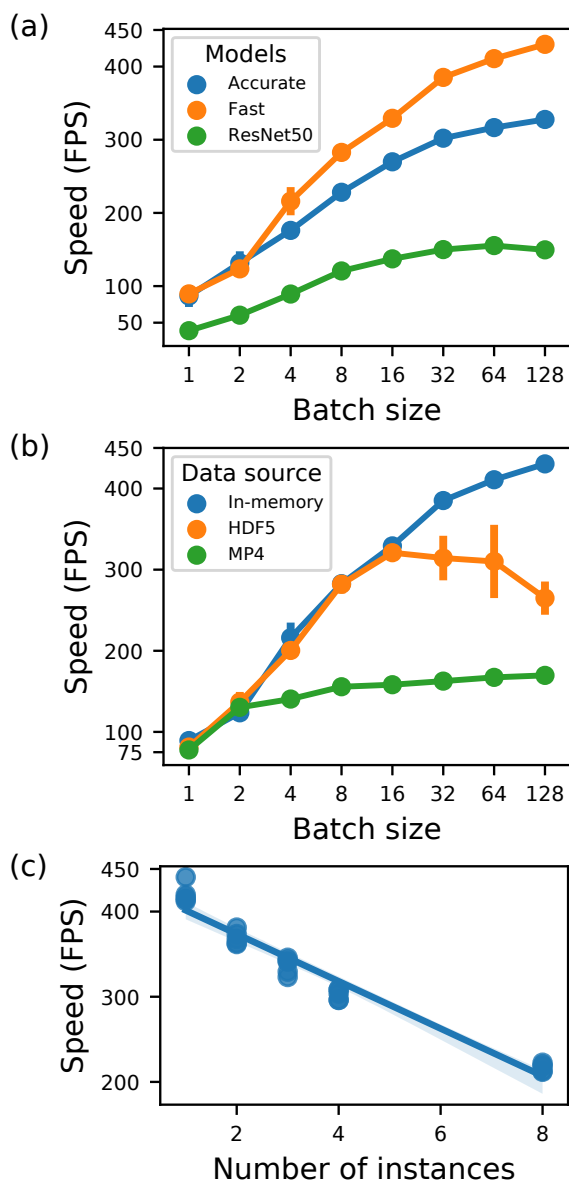 (a)
450
400
300
200
100
50
Speed (FPS)
Models
Accurate
Fast
ResNet50
1 2 4 8 16 32 64 128
Batch size
(b)
450
400
300
200
100
75
Speed (FPS)
Data source
In-memory
HDF5
MP4
1 2 4 8 16 32 64 128
Batch size
(c)
450
400
300
200
Speed (FPS)
2 4 6 8
Number of instances